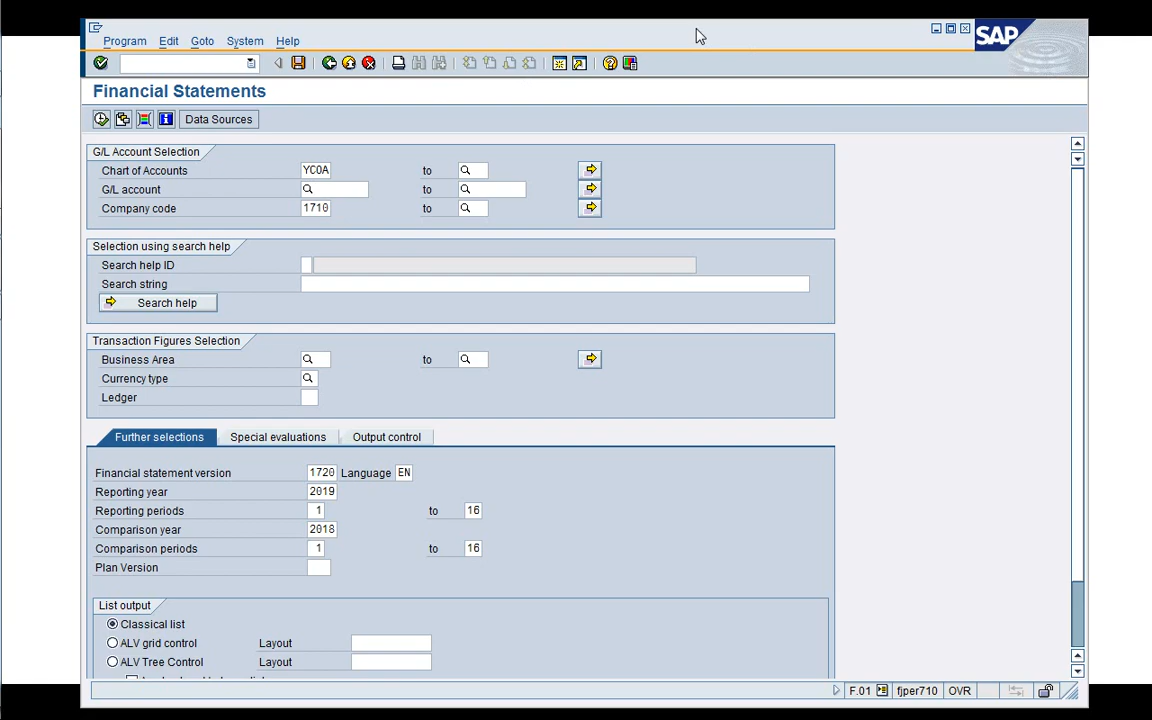 Program Edit Goto System Help
SAP
Financial Statements
Data Sources
G/L Account Selection
Chart of Accounts YCOA to
G/L account to
Company code 1710 to
Selection using search help
Search help ID
Search string
Search help
Transaction Figures Selection
Business Area to
Currency type
Ledger
Further selections Special evaluations Output control
Financial statement version 1720 Language EN
Reporting year 2019
Reporting periods 1 to 16
Comparison year 2018
Comparison periods 1 to 16
Plan Version
List output
Classical list
ALV grid control Layout
ALV Tree Control Layout
F.01 fjper710 OVR